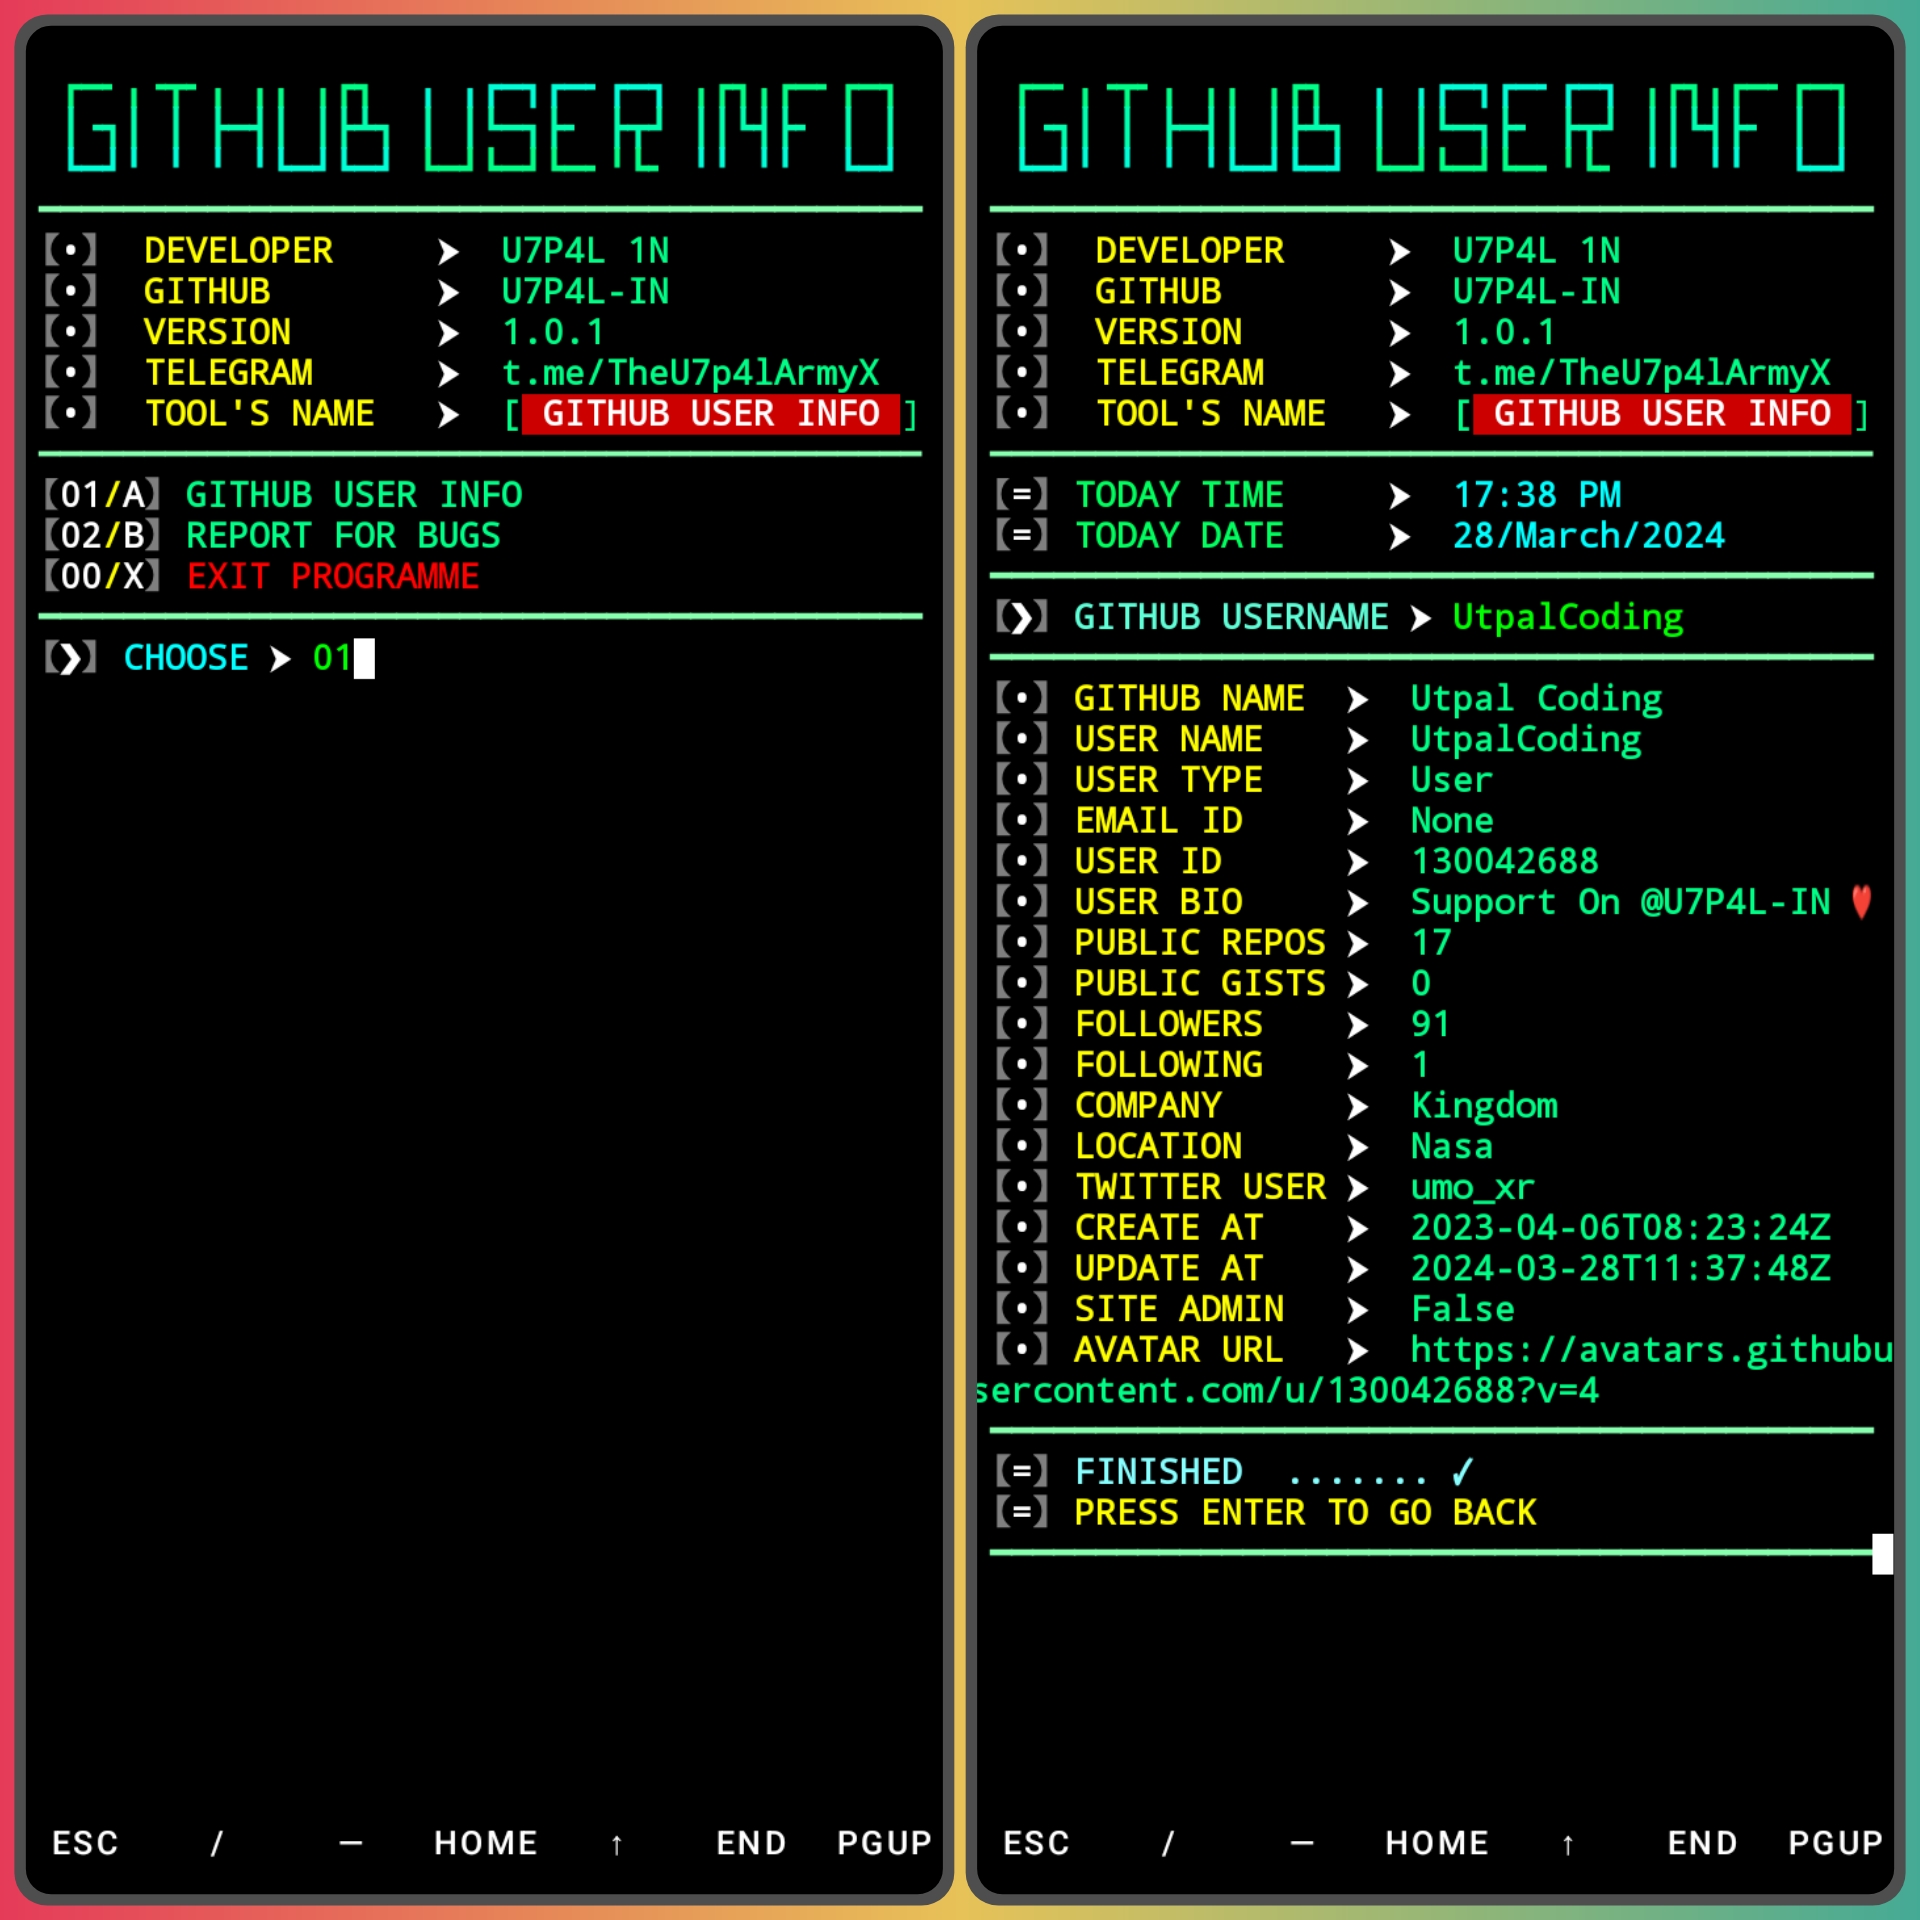 GITHUB USER INFO
[•] DEVELOPER ➤ U7P4L 1N
[•] GITHUB ➤ U7P4L-IN
[•] VERSION ➤ 1.0.1
[•] TELEGRAM ➤ t.me/TheU7p4lArmyX
[•] TOOL'S NAME ➤ [ GITHUB USER INFO ]
[01/A] GITHUB USER INFO
[02/B] REPORT FOR BUGS
[00/X] EXIT PROGRAMME
[❯] CHOOSE ➤ 01
ESC / — HOME ↑ END PGUP
GITHUB USER INFO
[•] DEVELOPER ➤ U7P4L 1N
[•] GITHUB ➤ U7P4L-IN
[•] VERSION ➤ 1.0.1
[•] TELEGRAM ➤ t.me/TheU7p4lArmyX
[•] TOOL'S NAME ➤ [ GITHUB USER INFO ]
[=] TODAY TIME ➤ 17:38 PM
[=] TODAY DATE ➤ 28/March/2024
[❯] GITHUB USERNAME ➤ UtpalCoding
[•] GITHUB NAME ➤ Utpal Coding
[•] USER NAME ➤ UtpalCoding
[•] USER TYPE ➤ User
[•] EMAIL ID ➤ None
[•] USER ID ➤ 130042688
[•] USER BIO ➤ Support On @U7P4L-IN ♥
[•] PUBLIC REPOS ➤ 17
[•] PUBLIC GISTS ➤ 0
[•] FOLLOWERS ➤ 91
[•] FOLLOWING ➤ 1
[•] COMPANY ➤ Kingdom
[•] LOCATION ➤ Nasa
[•] TWITTER USER ➤ umo_xr
[•] CREATE AT ➤ 2023-04-06T08:23:24Z
[•] UPDATE AT ➤ 2024-03-28T11:37:48Z
[•] SITE ADMIN ➤ False
[•] AVATAR URL ➤ https://avatars.githubu
sercontent.com/u/130042688?v=4
[=] FINISHED ....... ✓
[=] PRESS ENTER TO GO BACK
ESC / — HOME ↑ END PGUP